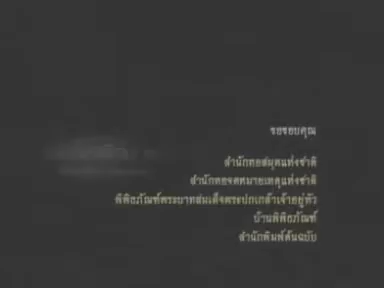 ขอขอบคุณ
สำนักหอสมุดแห่งชาติ
สำนักหอจดหมายเหตุแห่งชาติ
พิพิธภัณฑ์พระบาทสมเด็จพระปกเกล้าเจ้าอยู่หัว
บ้านพิพิธภัณฑ์
สำนักพิมพ์ต้นฉบับ